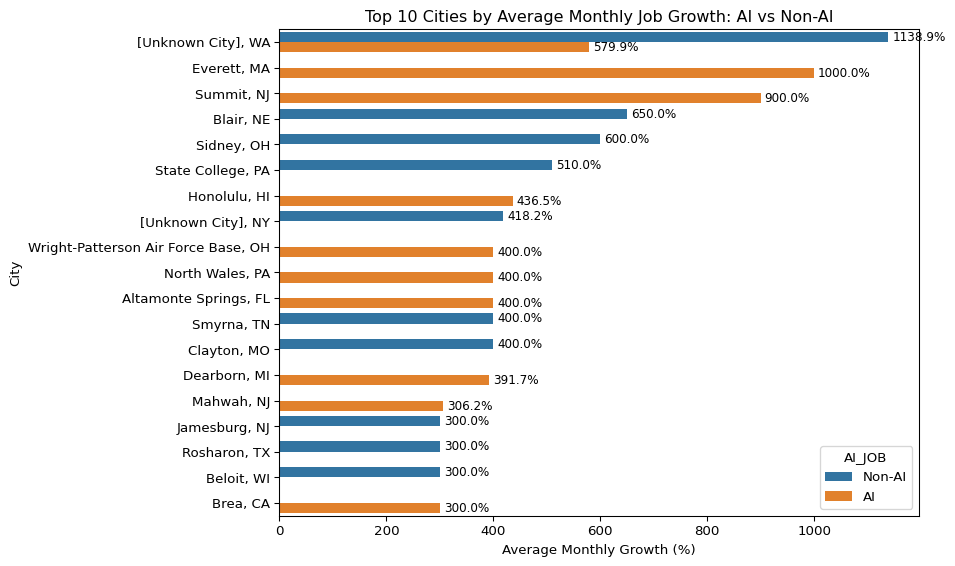 Top 10 Cities by Average Monthly Job Growth: AI vs Non-AI
[Unknown City], WA
1138.9%
579.9%
Everett, MA
1000.0%
Summit, NJ
900.0%
Blair, NE
650.0%
Sidney, OH
600.0%
State College, PA
510.0%
Honolulu, HI
436.5%
[Unknown City], NY
418.2%
Wright-Patterson Air Force Base, OH
400.0%
North Wales, PA
400.0%
Altamonte Springs, FL
400.0%
Smyrna, TN
400.0%
Clayton, MO
400.0%
Dearborn, MI
391.7%
Mahwah, NJ
306.2%
Jamesburg, NJ
300.0%
Rosharon, TX
300.0%
Beloit, WI
300.0%
Brea, CA
300.0%
City
AI_JOB
Non-AI
AI
0 200 400 600 800 1000
Average Monthly Growth (%)